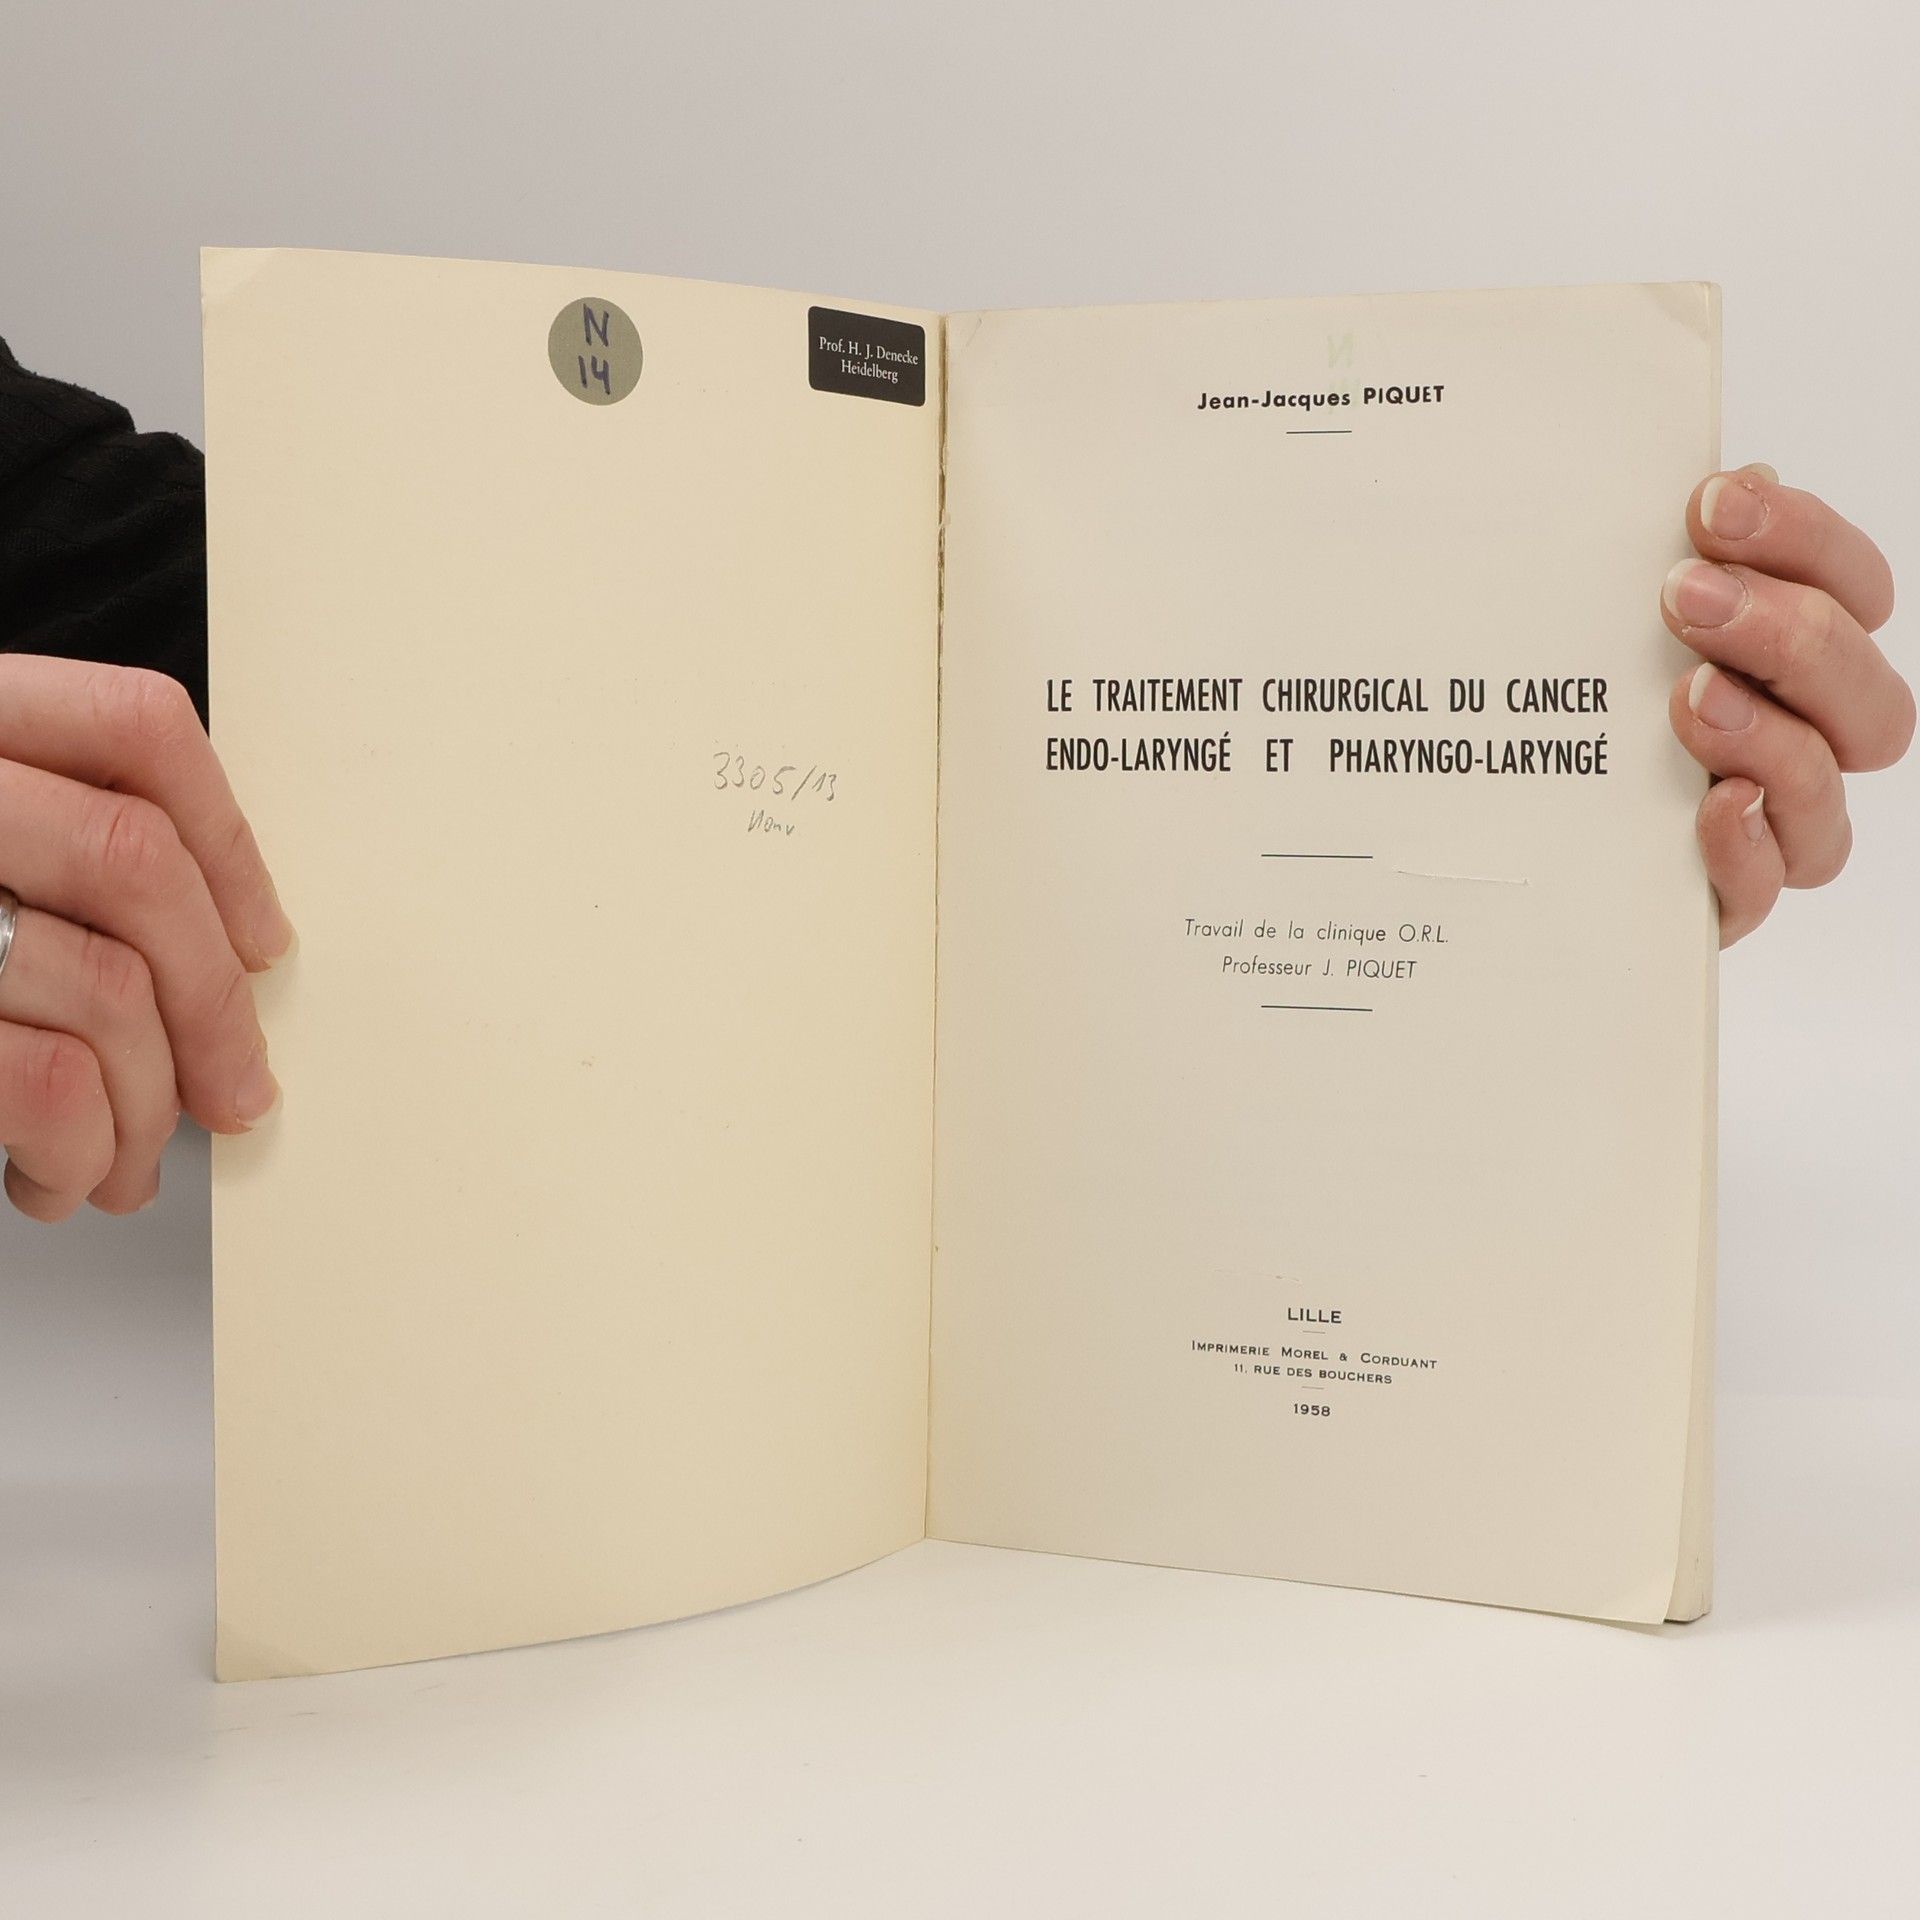 N
14
Prof. H. J. Denecke
Heidelberg
3305/13
Jean-Jacques PIQUET
LE TRAITEMENT CHIRURGICAL DU CANCER
ENDO-LARYNGÉ ET PHARYNGO-LARYNGÉ
Travail de la clinique O.R.L.
Professeur J. PIQUET
LILLE
IMPRIMERIE MOREL & CORDUANT
11, RUE DES BOUCHERS
1958